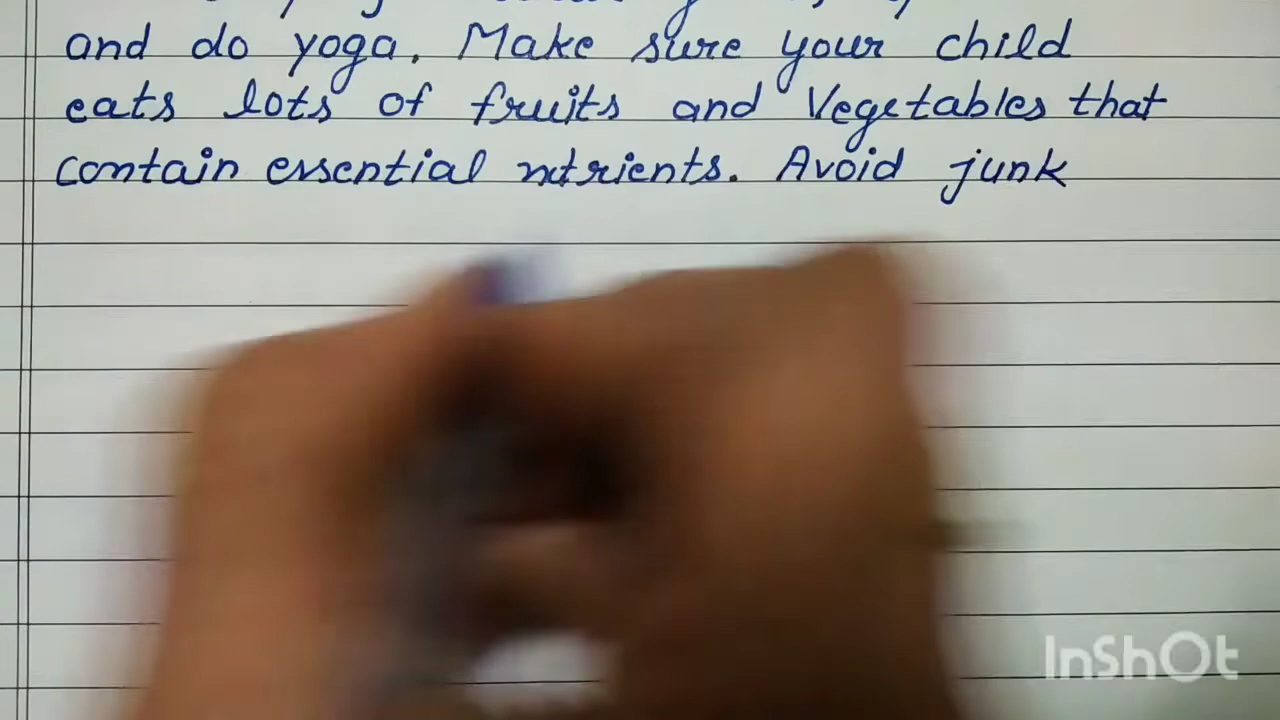 and do yoga. Make sure your child
eats lots of fruits and Vegetables that
contain essential ntrients. Avoid junk
InShOt